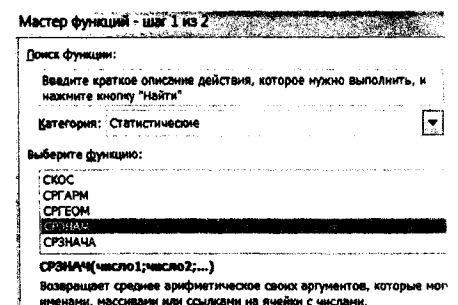 Мастер функций - шаг 1 из 2
Поиск функции:
Введите краткое описание действия, которое нужно выполнить, и
нажмите кнопку "Найти"
Категория: Статистические
Выберите функцию:
СКОС
СРГАРМ
СРГЕОМ
СРЗНАЧ
СРЗНАЧА
СРЗНАЧ(число1;число2;...)
Возвращает среднее арифметическое своих аргументов, которые мог
именами, массивами или ссылками на ячейки с числами.